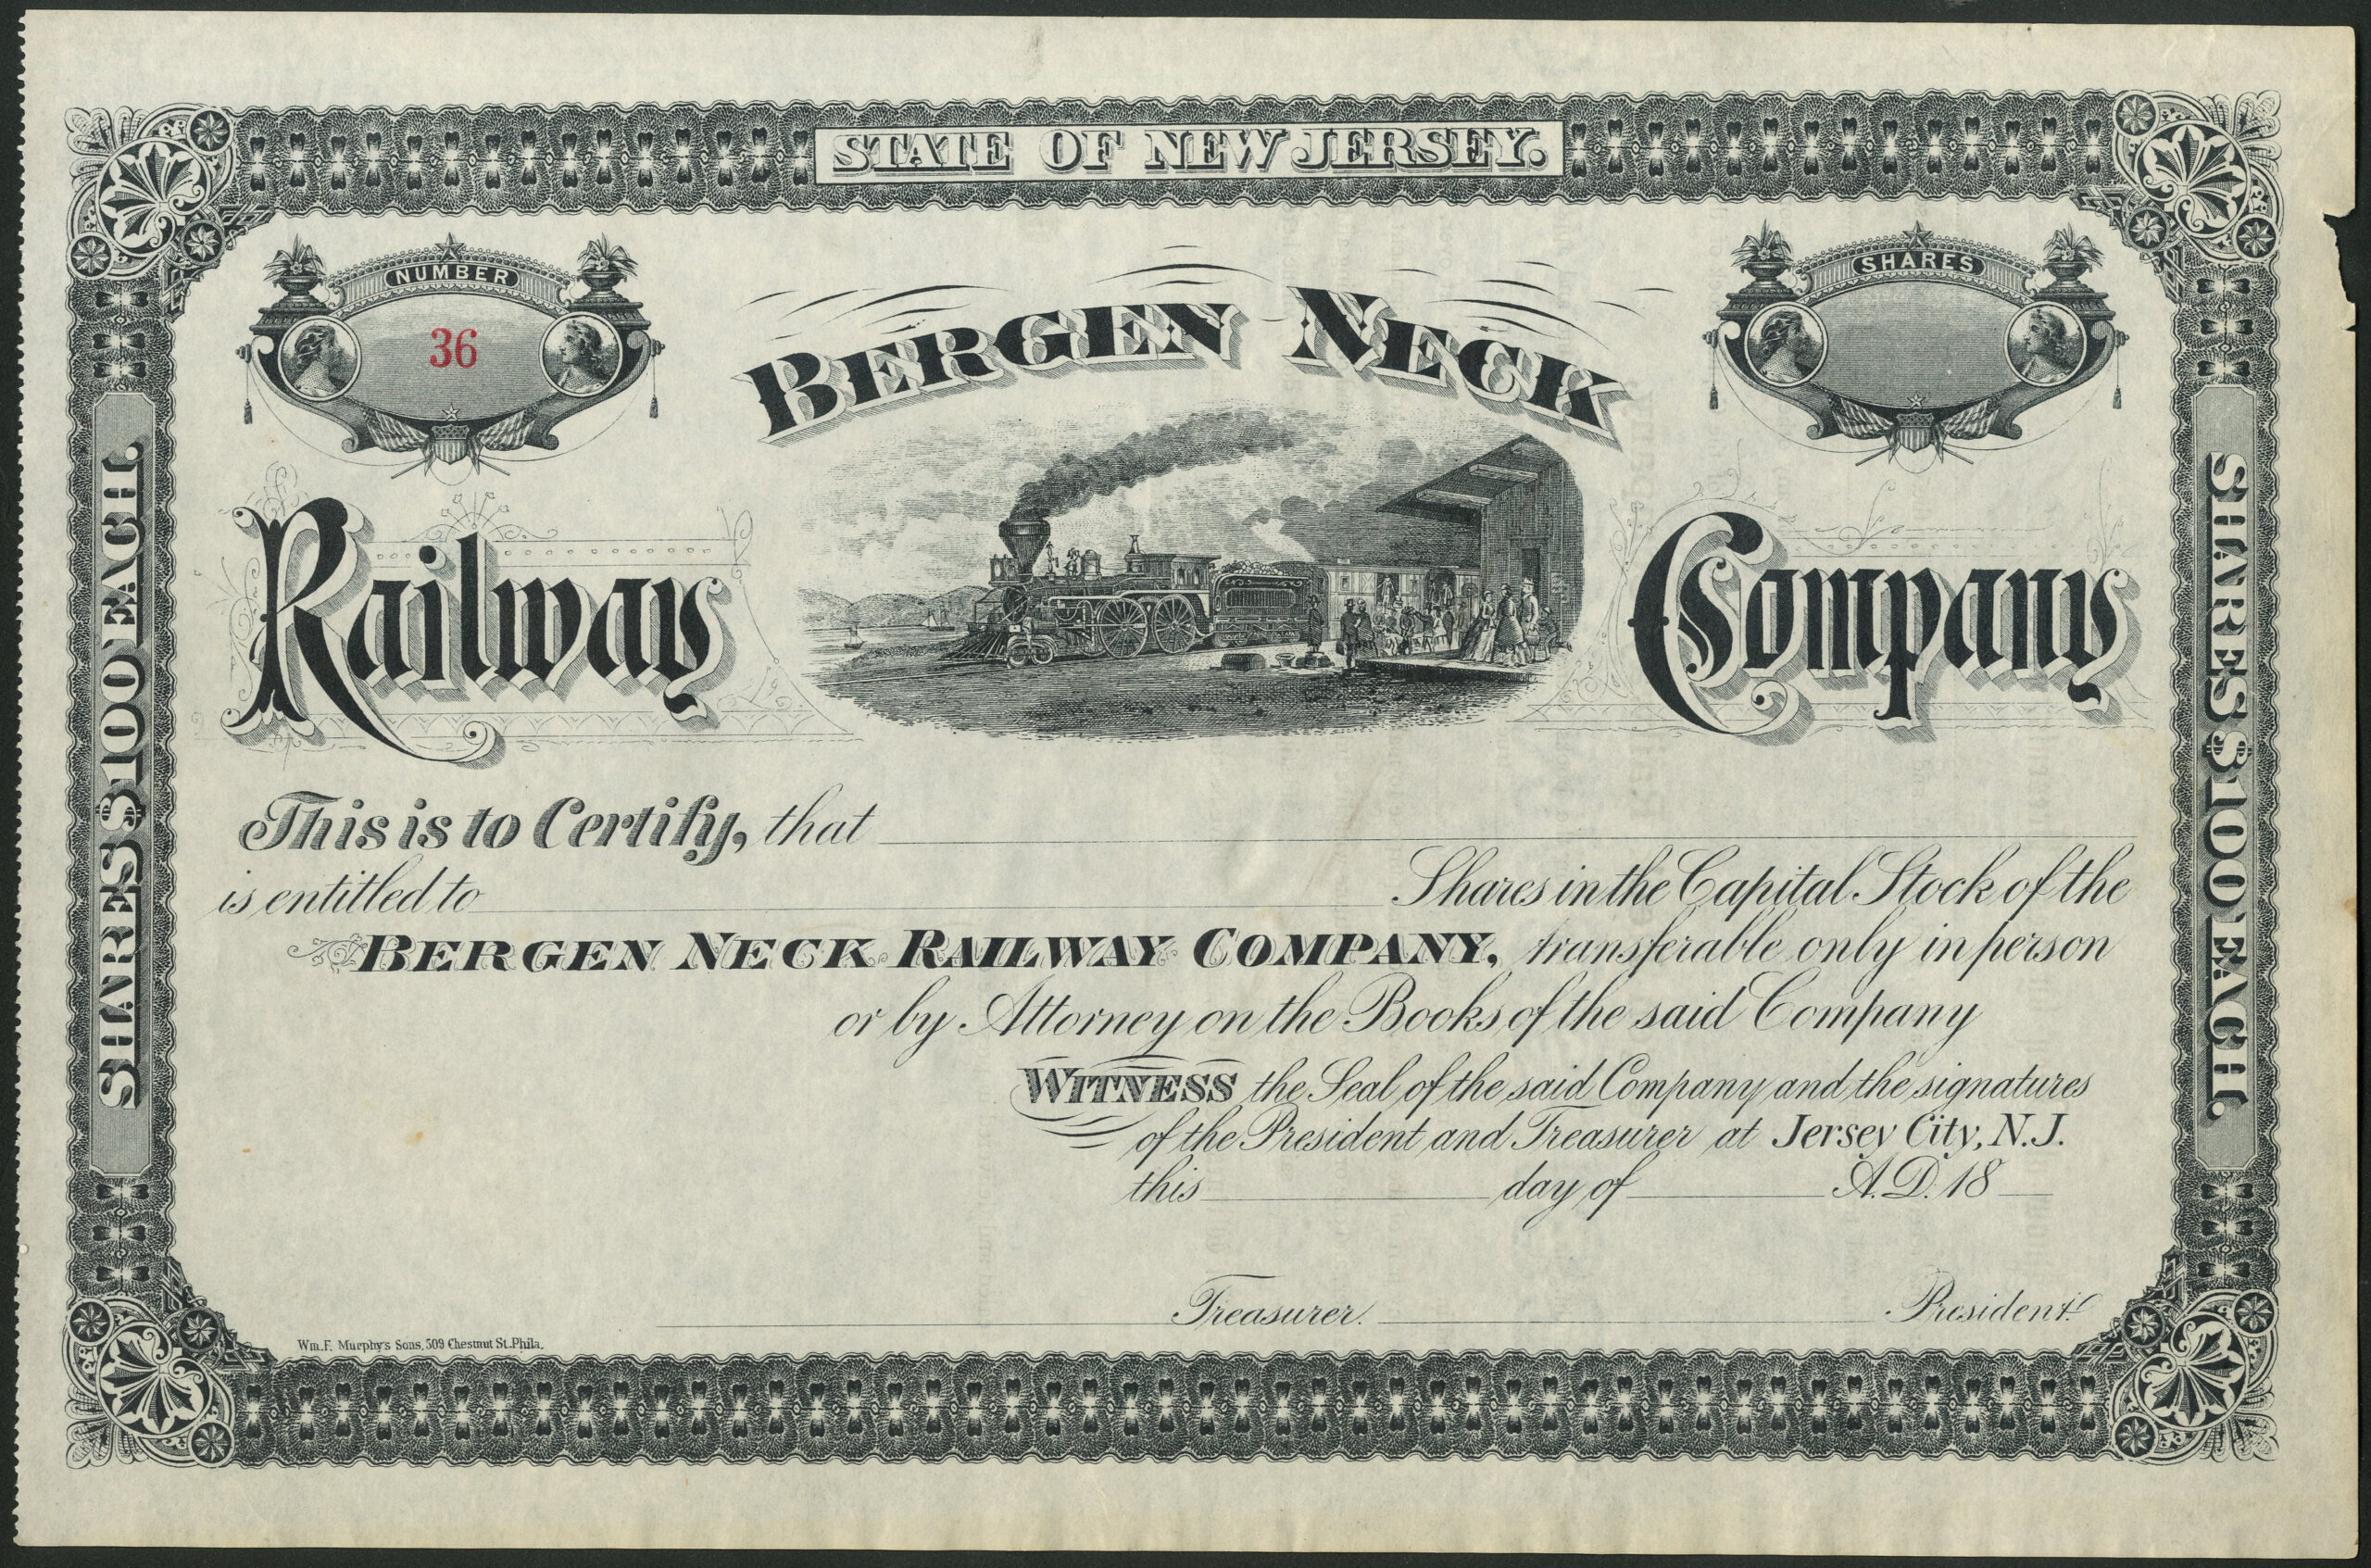 STATE OF NEW JERSEY.
NUMBER
36
SHARES
BERGEN NECK
Railway
Company
SHARES $100 EACH.
SHARES $100 EACH.
This is to Certify, that
is entitled to Shares in the Capital Stock of the
BERGEN NECK RAILWAY COMPANY, transferable only in person
or by Attorney on the Books of the said Company
WITNESS the Seal of the said Company and the signatures
of the President and Treasurer at Jersey City, N.J.
this day of A.D. 18
Treasurer. President.
Wm. F. Murphy's Sons, 509 Chestnut St. Phila.